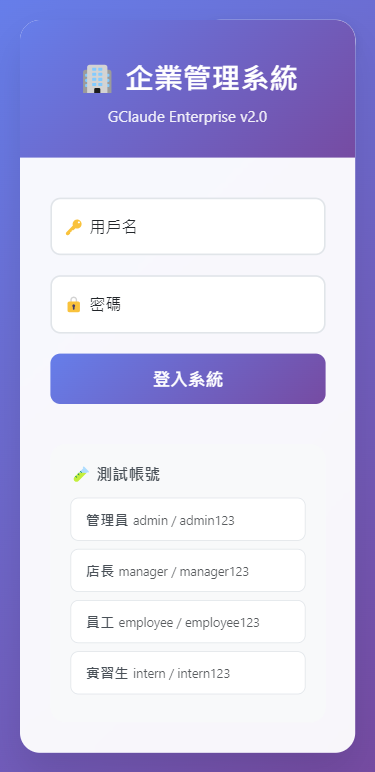 企業管理系統
GClaude Enterprise v2.0
用戶名
密碼
登入系統
測試帳號
管理員 admin / admin123
店長 manager / manager123
員工 employee / employee123
實習生 intern / intern123